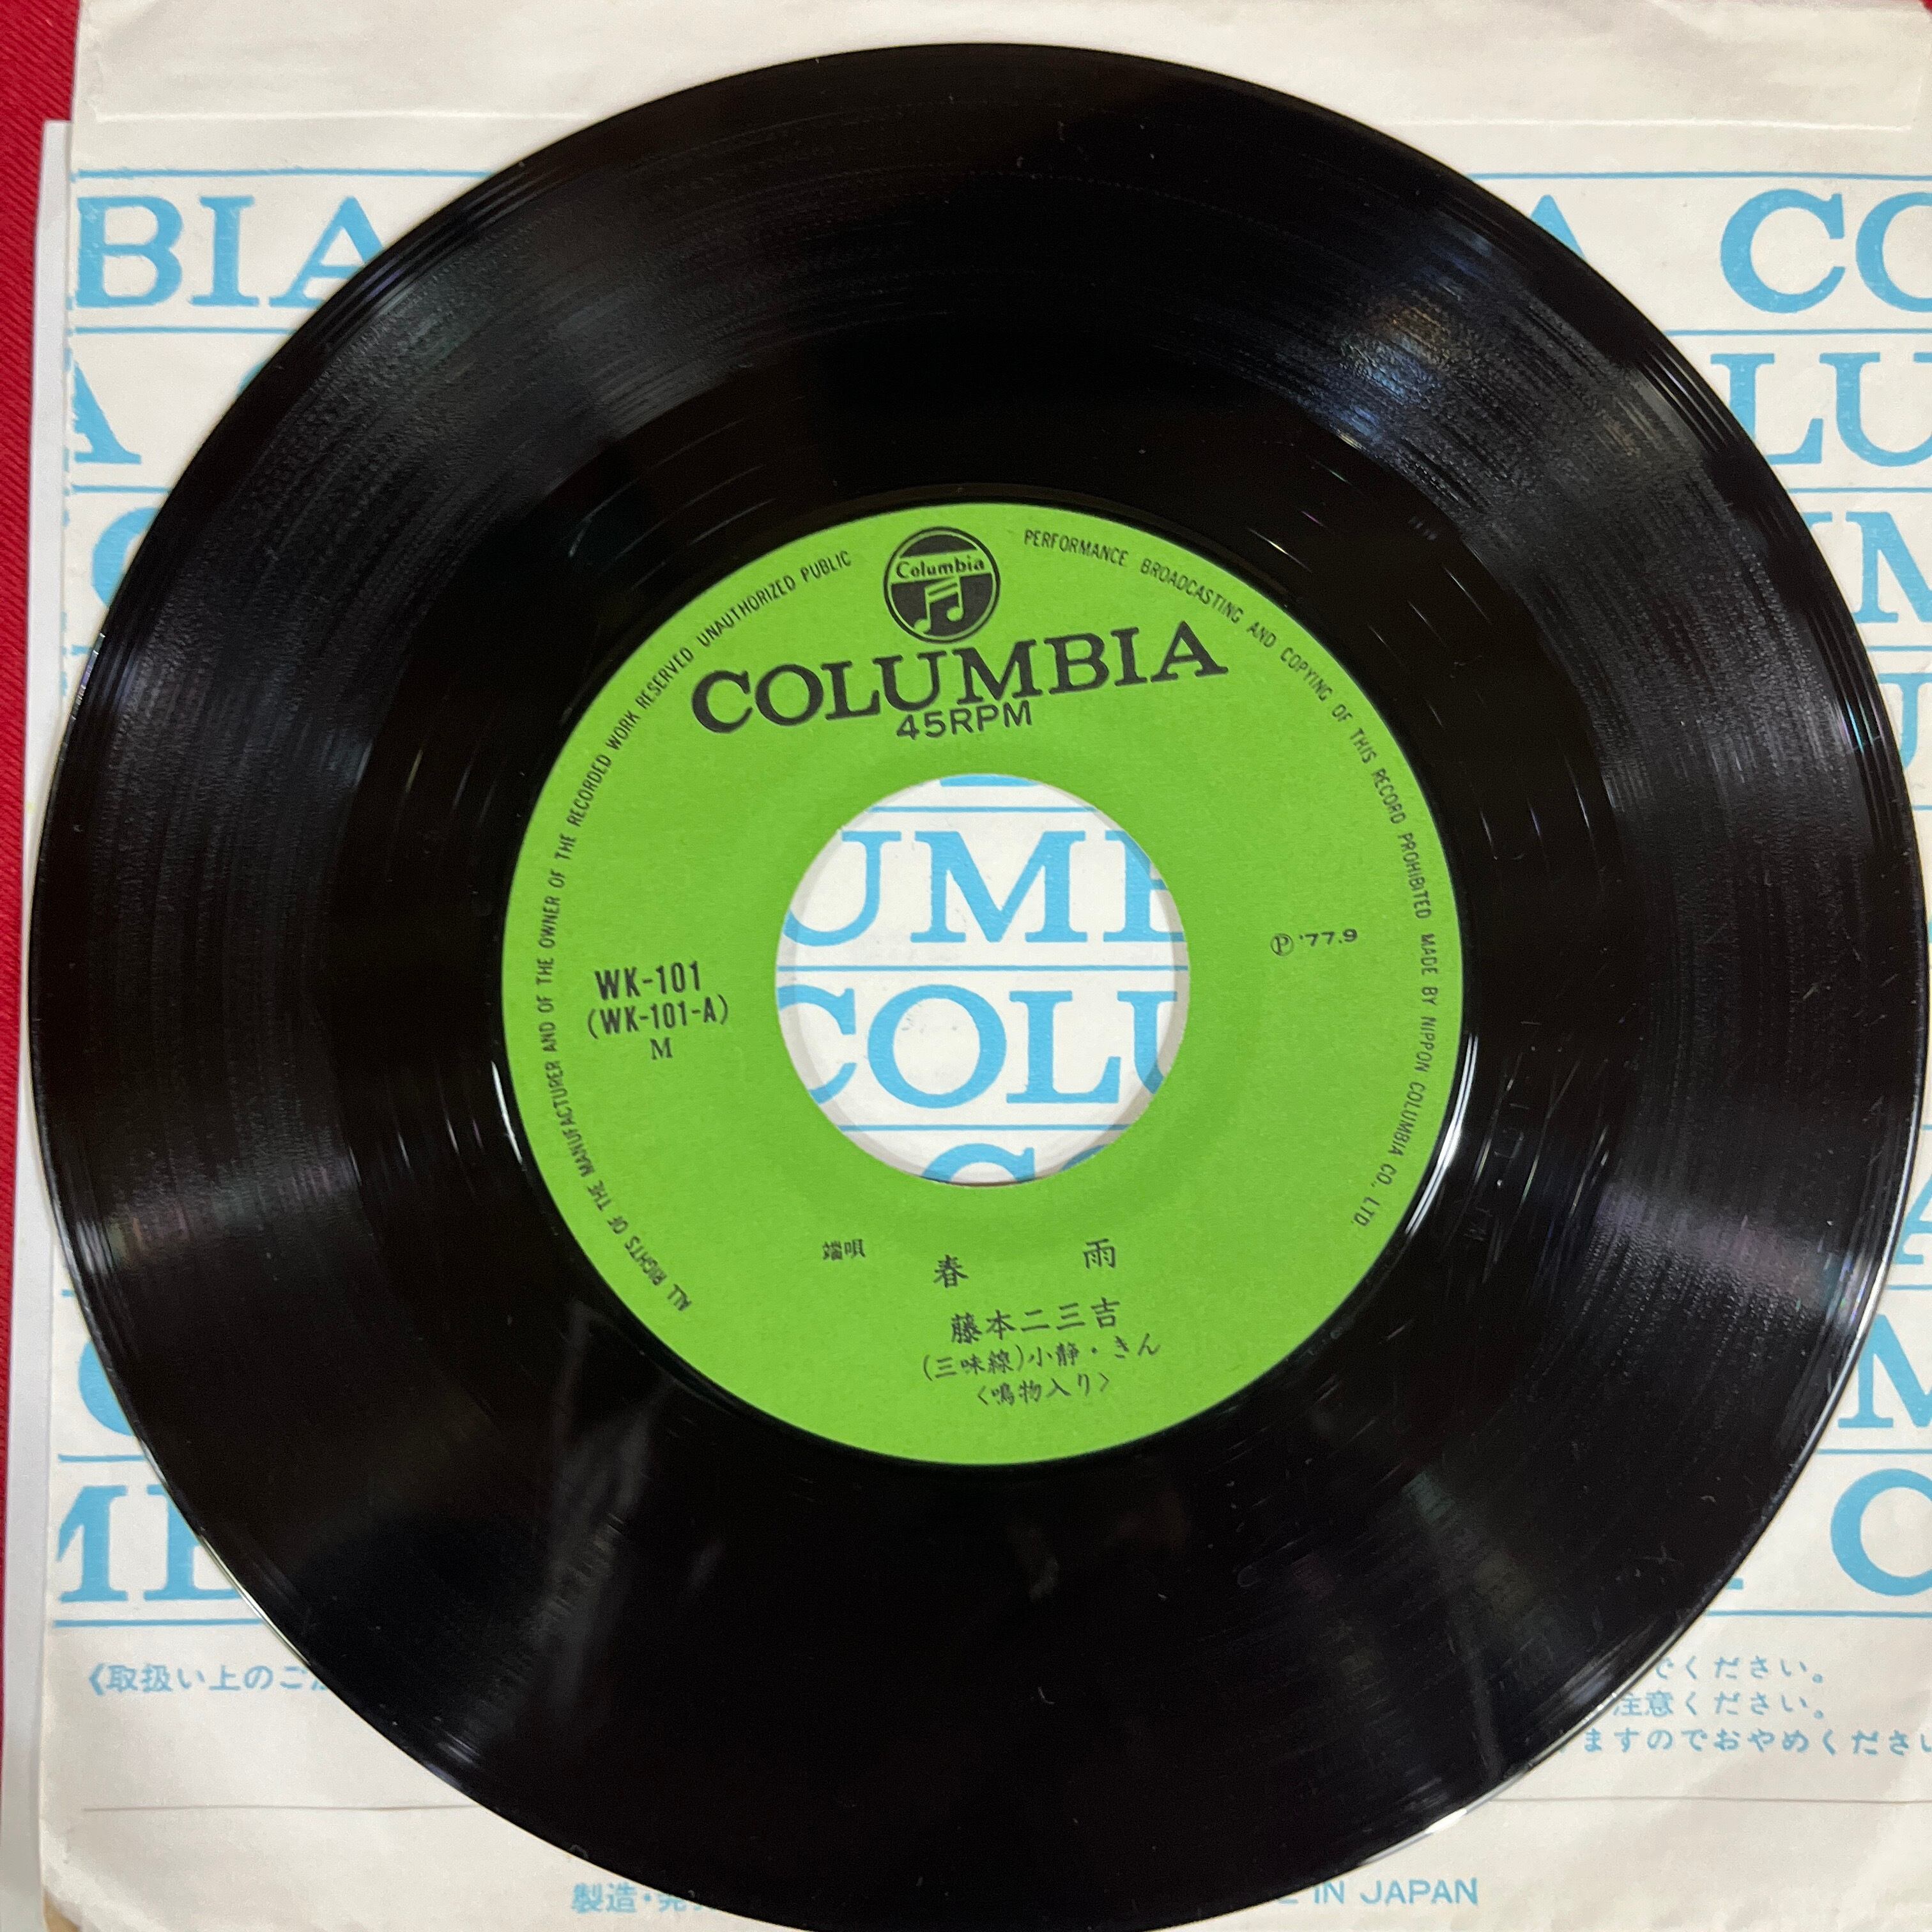 BIA
CO
A
LU
Columbia
COLUMBIA
45RPM
ALL RIGHTS OF THE MANUFACTURER AND OF THE OWNER OF THE RECORDED WORK RESERVED UNAUTHORIZED PUBLIC PERFORMANCE BROADCASTING AND COPYING OF THIS RECORD PROHIBITED MADE BY NIPPON COLUMBIA CO., LTD.
UMB
COLU
WK-101
(WK-101-A)
M
Ⓟ '77.9
端唄 春 雨
藤本二三吉
(三味線)小静・きん
〈鳴物入り〉
《取扱い上のご
でください。
注意ください。
ますのでおやめください
製造・発
IN JAPAN